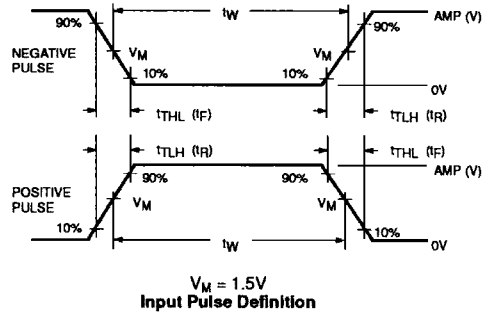 tW
AMP (V)
90%
90%
NEGATIVE
PULSE
VM
VM
10%
10%
0V
tTHL (tF)
tTLH (tR)
tTLH (tR)
tTHL (tF)
AMP (V)
90%
90%
POSITIVE
PULSE
VM
VM
10%
10%
tW
0V
VM = 1.5V
Input Pulse Definition